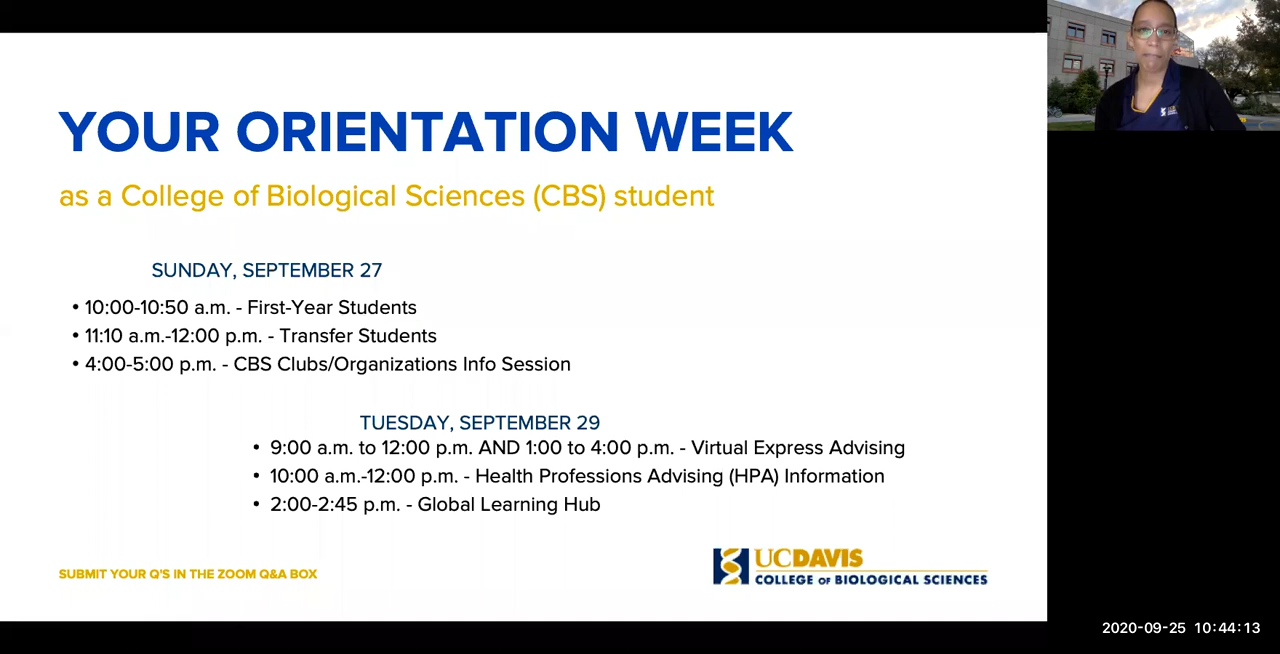 YOUR ORIENTATION WEEK
as a College of Biological Sciences (CBS) student
SUNDAY, SEPTEMBER 27
• 10:00-10:50 a.m. - First-Year Students
• 11:10 a.m.-12:00 p.m. - Transfer Students
• 4:00-5:00 p.m. - CBS Clubs/Organizations Info Session
TUESDAY, SEPTEMBER 29
• 9:00 a.m. to 12:00 p.m. AND 1:00 to 4:00 p.m. - Virtual Express Advising
• 10:00 a.m.-12:00 p.m. - Health Professions Advising (HPA) Information
• 2:00-2:45 p.m. - Global Learning Hub
SUBMIT YOUR Q'S IN THE ZOOM Q&A BOX
UCDAVIS
COLLEGE OF BIOLOGICAL SCIENCES
2020-09-25 10:44:13